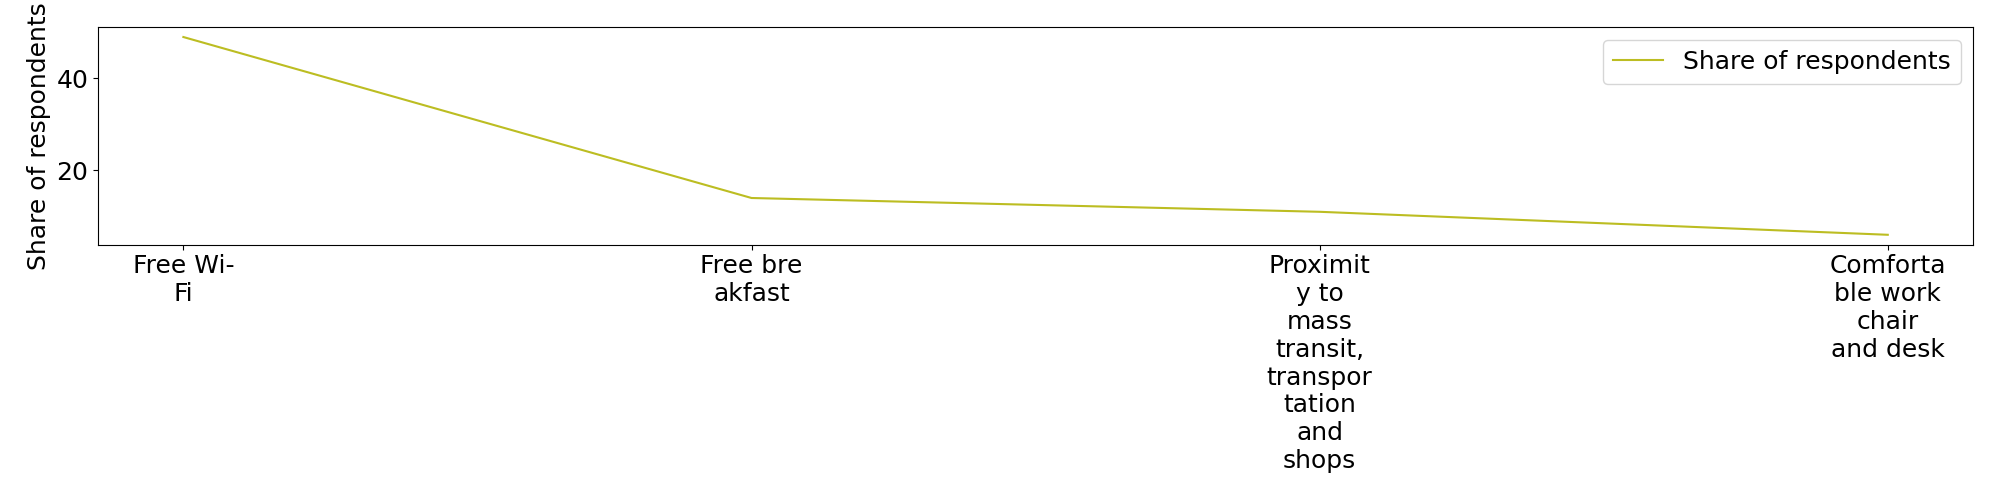 Share of respondents
40
20
Share of respondents
Free Wi-
Fi
Free bre
akfast
Proximit
y to
mass
transit,
transpor
tation
and
shops
Comforta
ble work
chair
and desk